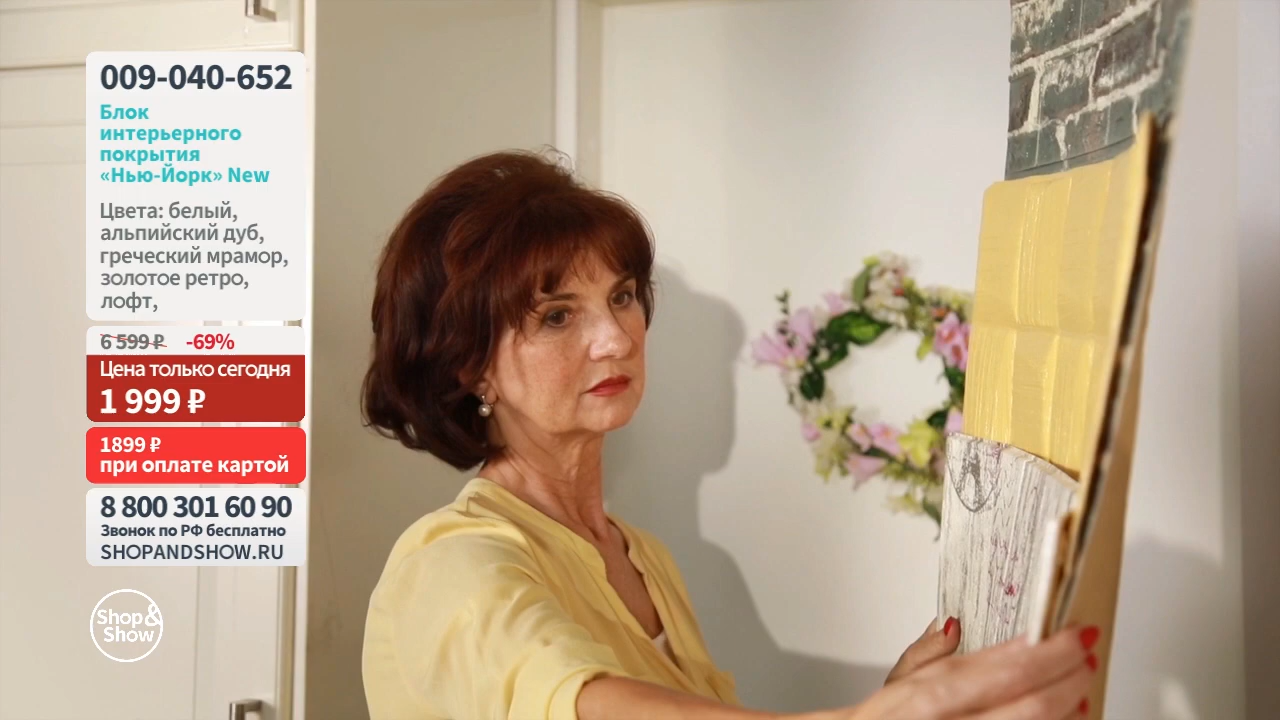 009-040-652
Блок
интерьерного
покрытия
«Нью-Йорк» New
Цвета: белый,
альпийский дуб,
греческий мрамор,
золотое ретро,
лофт,
6 599 ₽ -69%
Цена только сегодня
1 999 ₽
1899 ₽
при оплате картой
8 800 301 60 90
Звонок по РФ бесплатно
SHOPANDSHOW.RU
Shop&
Show